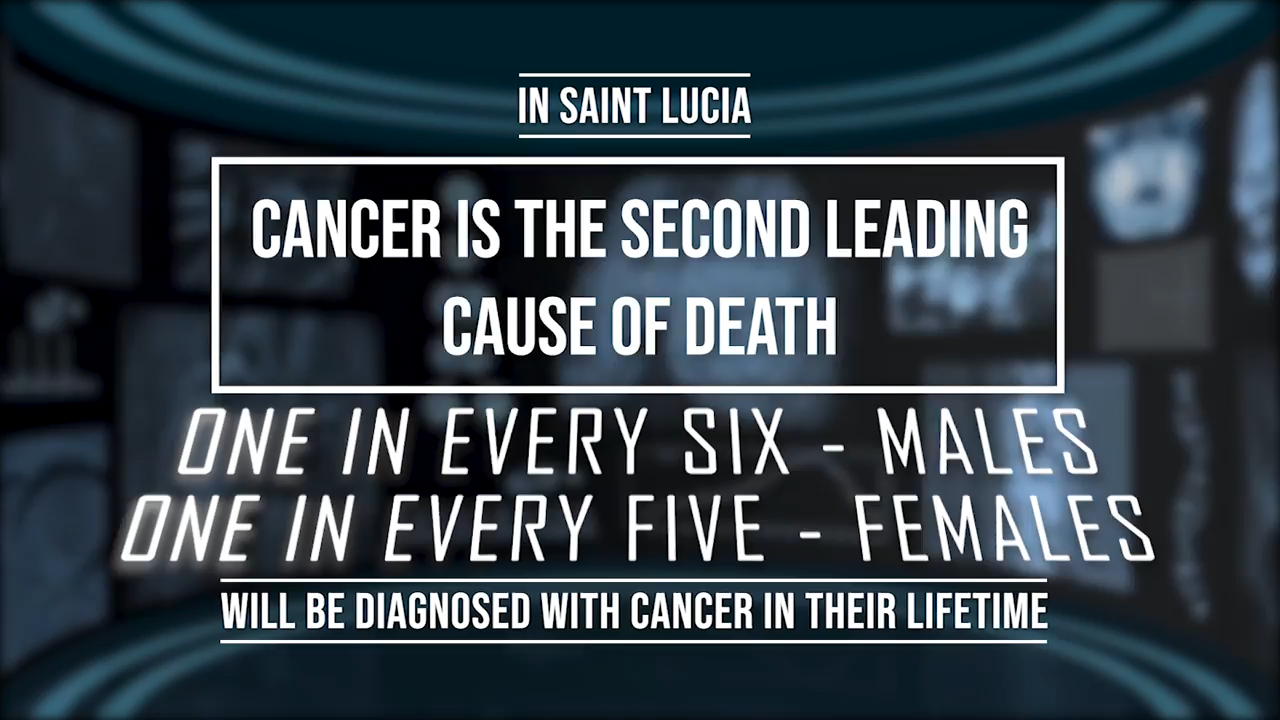 IN SAINT LUCIA
CANCER IS THE SECOND LEADING
CAUSE OF DEATH
ONE IN EVERY SIX - MALES
ONE IN EVERY FIVE - FEMALES
WILL BE DIAGNOSED WITH CANCER IN THEIR LIFETIME